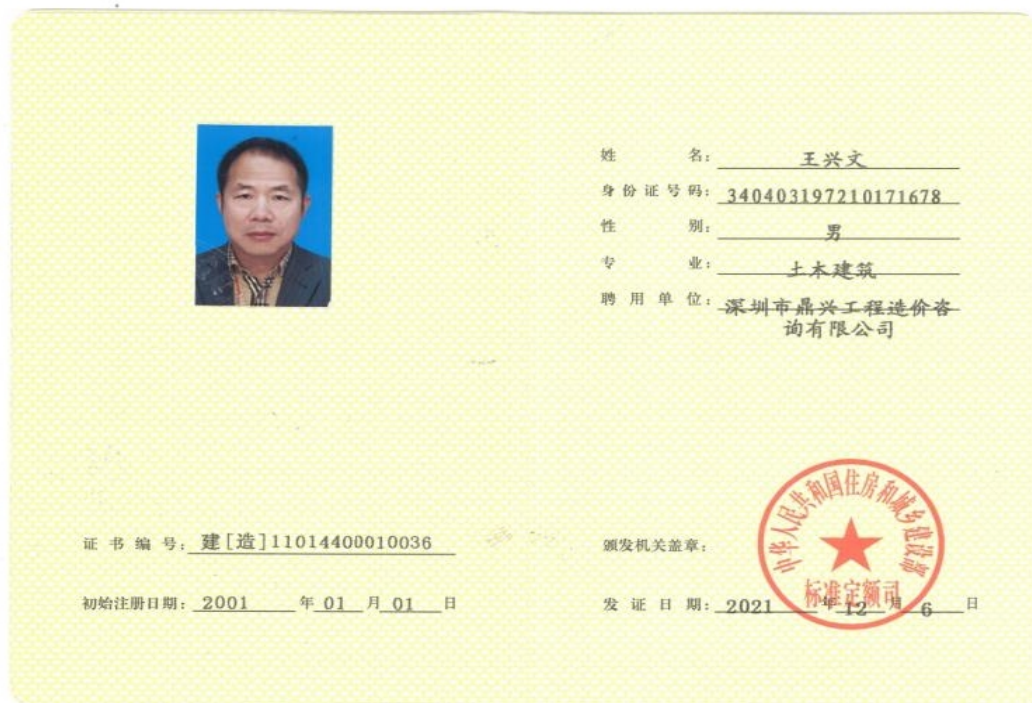 姓 名: 王兴文
身份证号码: 340403197210171678
性 别: 男
专 业: 土木建筑
聘用单位: 深圳市鼎兴工程造价咨
询有限公司
证书编号: 建[造]11014400010036
初始注册日期: 2001 年 01 月 01 日
颁发机关盖章:
中华人民共和国住房和城乡建设部
标准定额司
发证日期: 2021 年 12 月 6 日